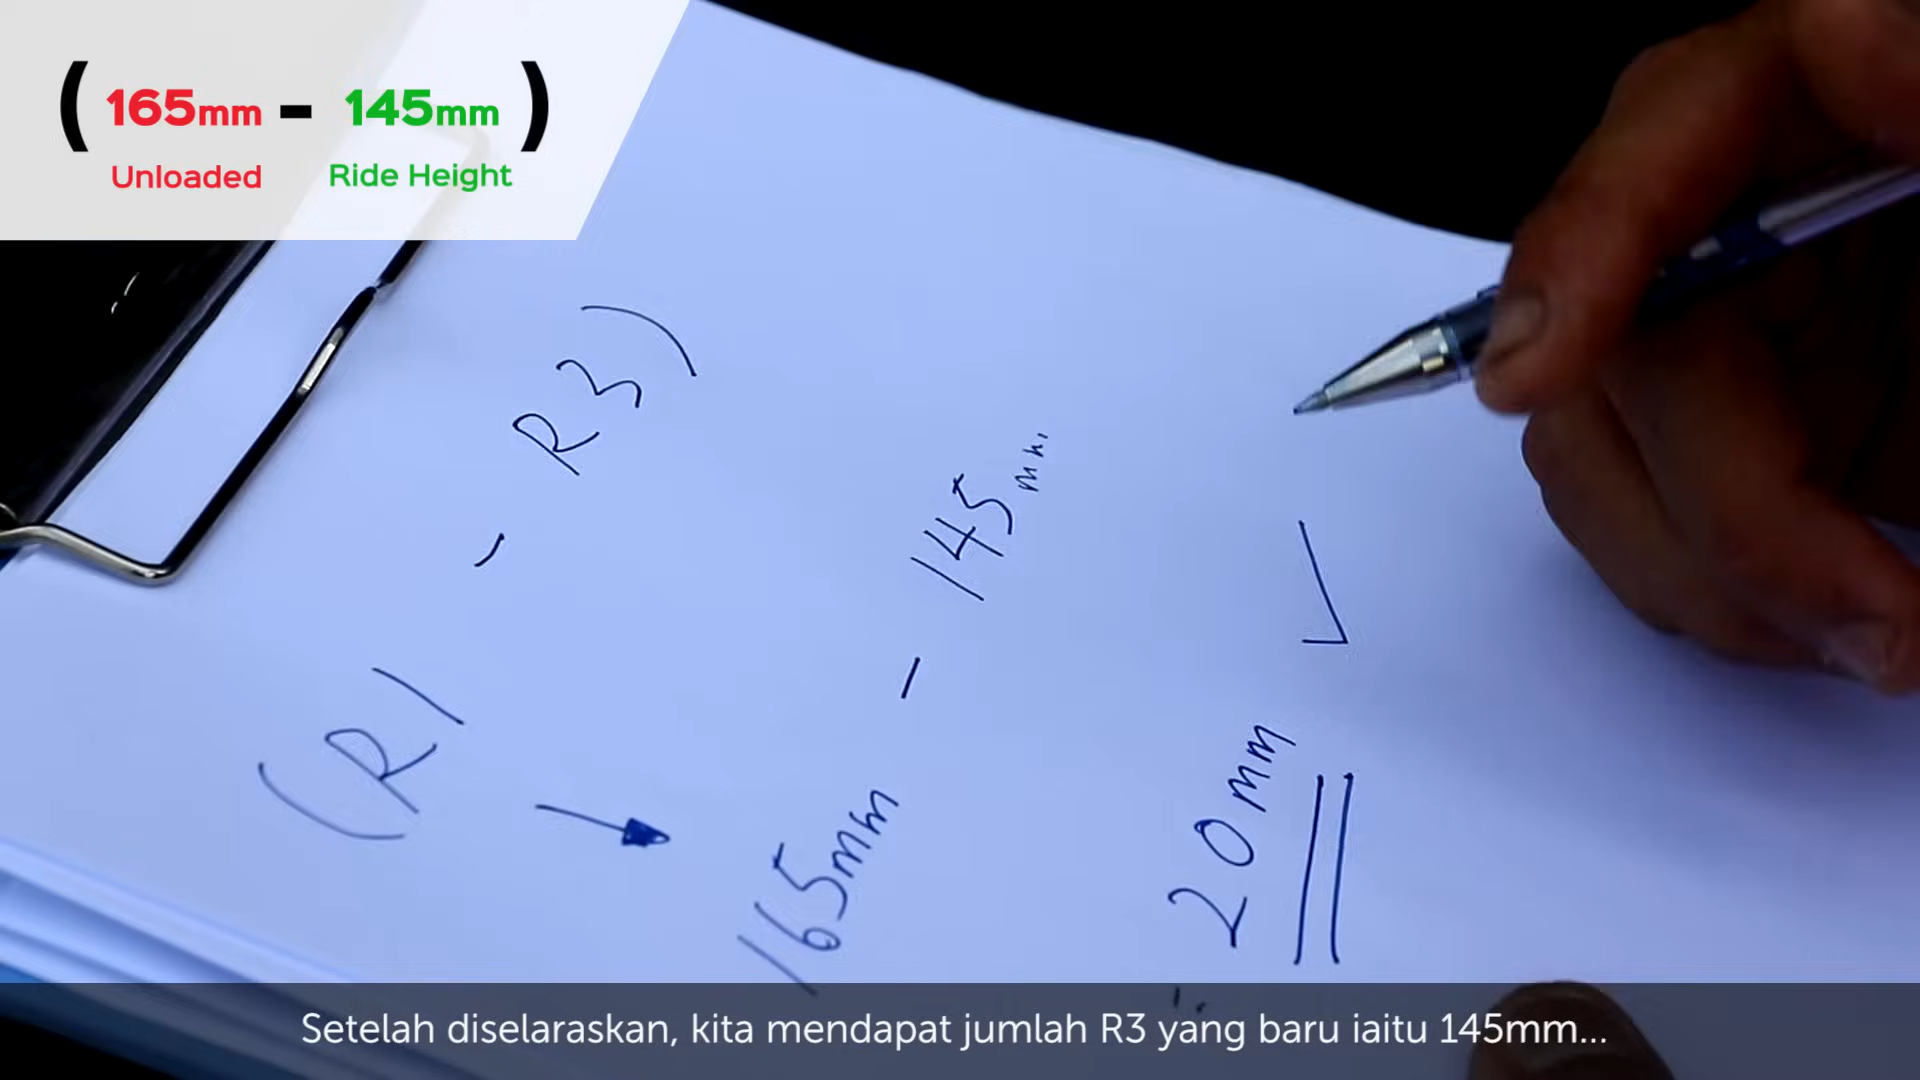 ( 165mm - 145mm )
Unloaded Ride Height
(R1 - R3)
165mm - 145mm
20mm
Setelah diselaraskan, kita mendapat jumlah R3 yang baru iaitu 145mm...